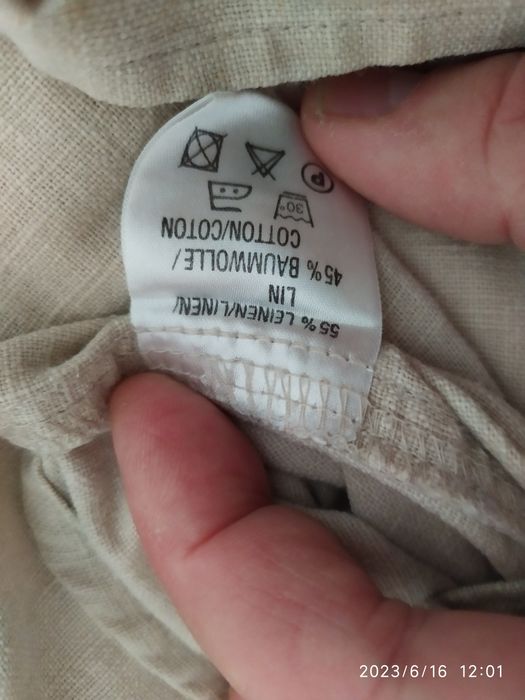 55% LEINEN/LINEN/
LIN
45% BAUMWOLLE/
COTTON/COTON
30°
P
2023/6/16 12:01